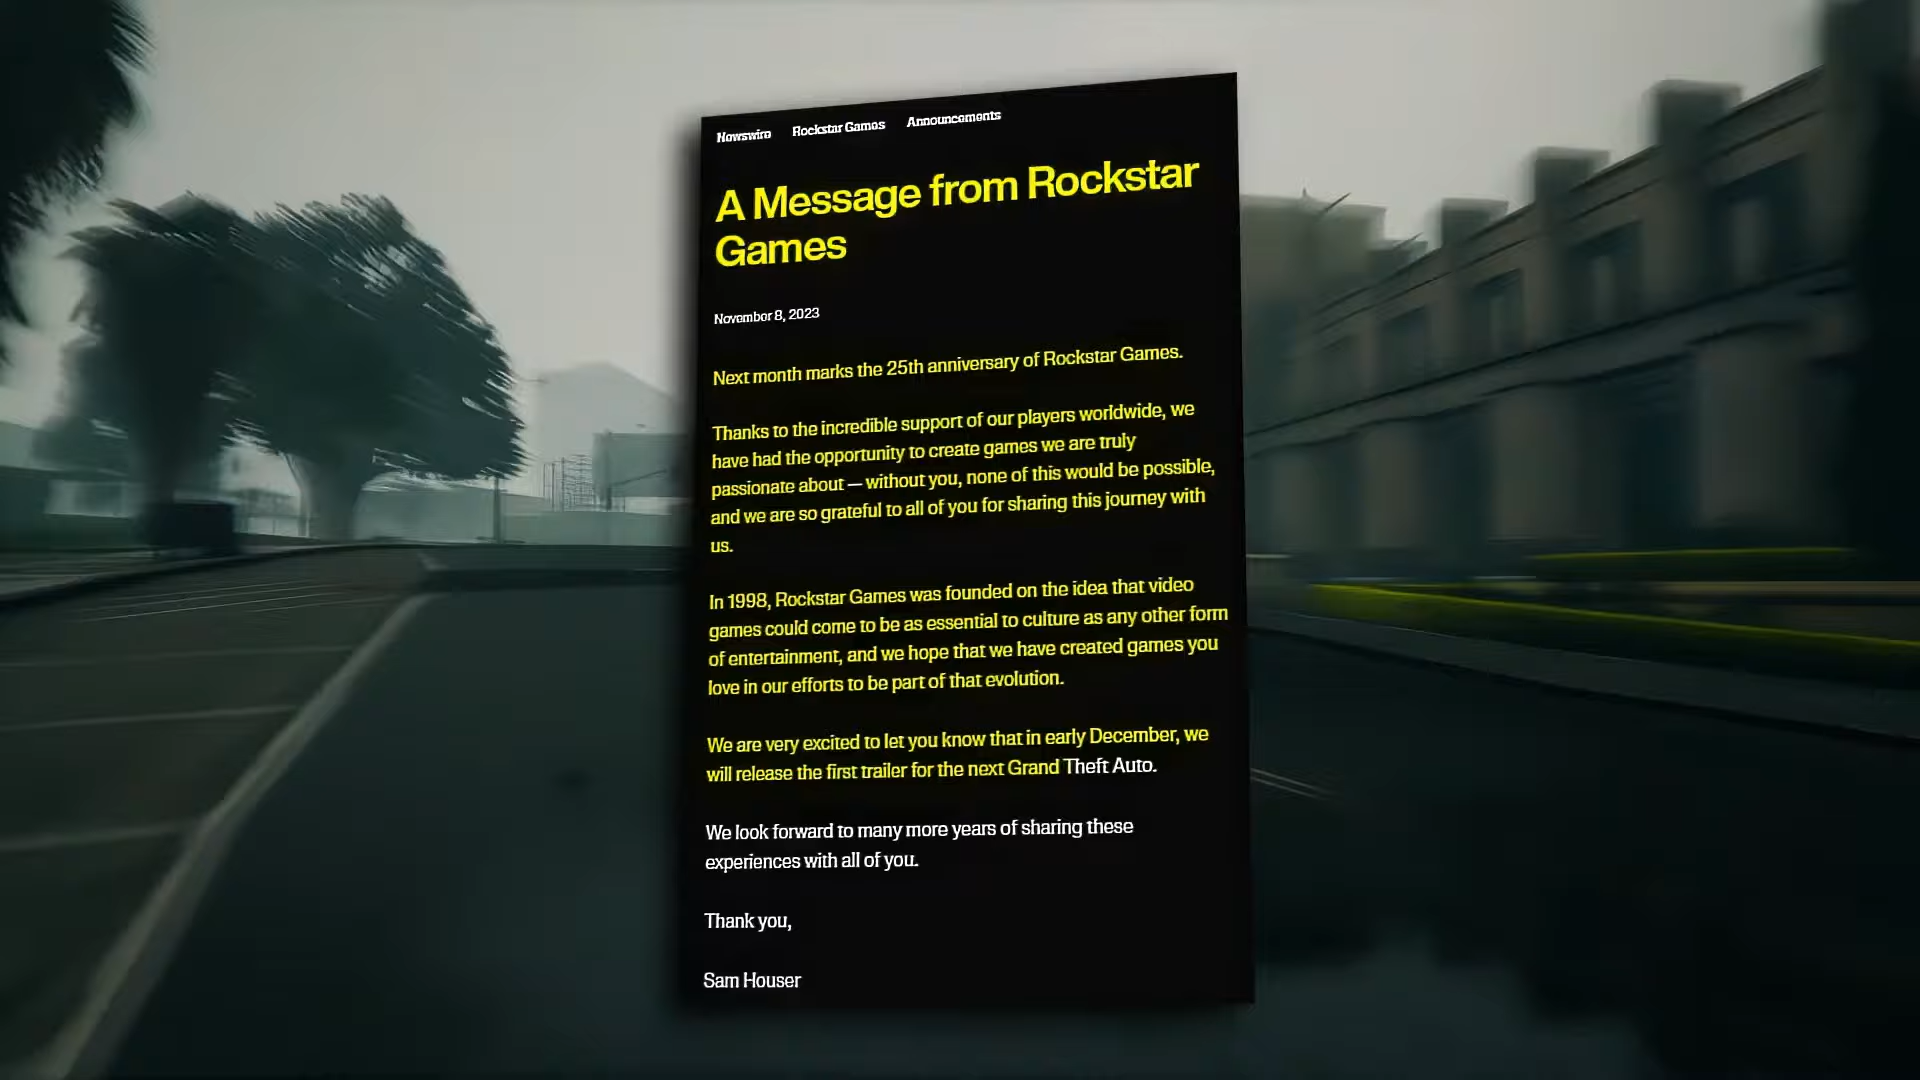 Newswire Rockstar Games Announcements
A Message from Rockstar
Games
November 8, 2023
Next month marks the 25th anniversary of Rockstar Games.
Thanks to the incredible support of our players worldwide, we
have had the opportunity to create games we are truly
passionate about — without you, none of this would be possible,
and we are so grateful to all of you for sharing this journey with
us.
In 1998, Rockstar Games was founded on the idea that video
games could come to be as essential to culture as any other form
of entertainment, and we hope that we have created games you
love in our efforts to be part of that evolution.
We are very excited to let you know that in early December, we
will release the first trailer for the next Grand Theft Auto.
We look forward to many more years of sharing these
experiences with all of you.
Thank you,
Sam Houser